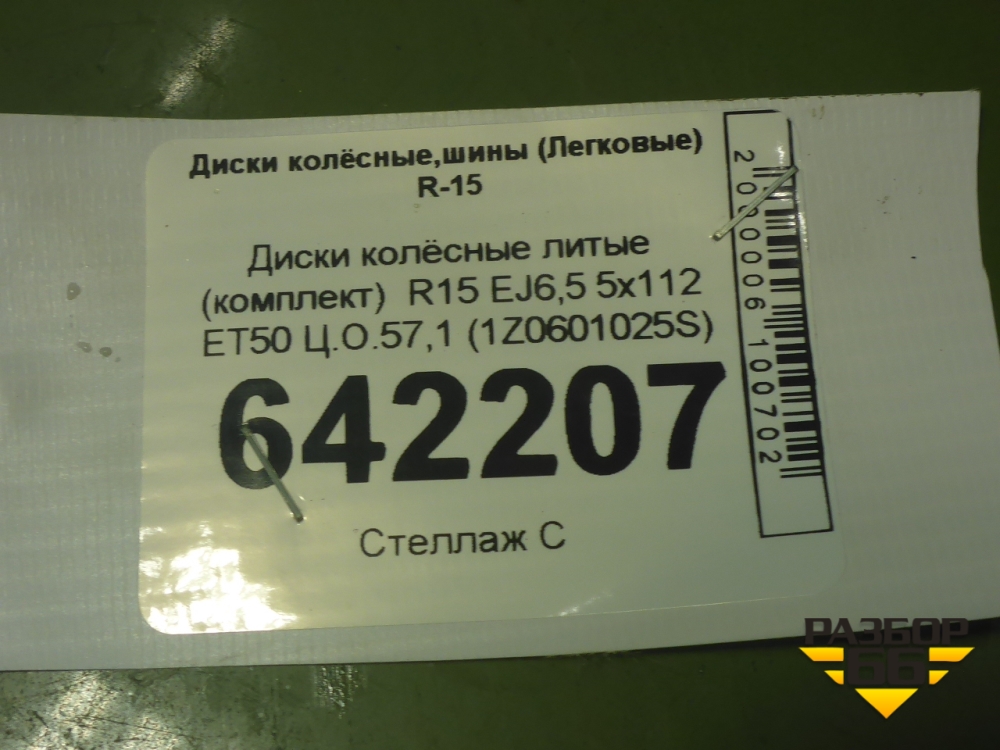 Диски колёсные,шины (Легковые)
R-15
Диски колёсные литые
(комплект) R15 EJ6,5 5x112
ET50 Ц.О.57,1 (1Z0601025S)
642207
Стеллаж С
2000006100702
РАЗБОР
66